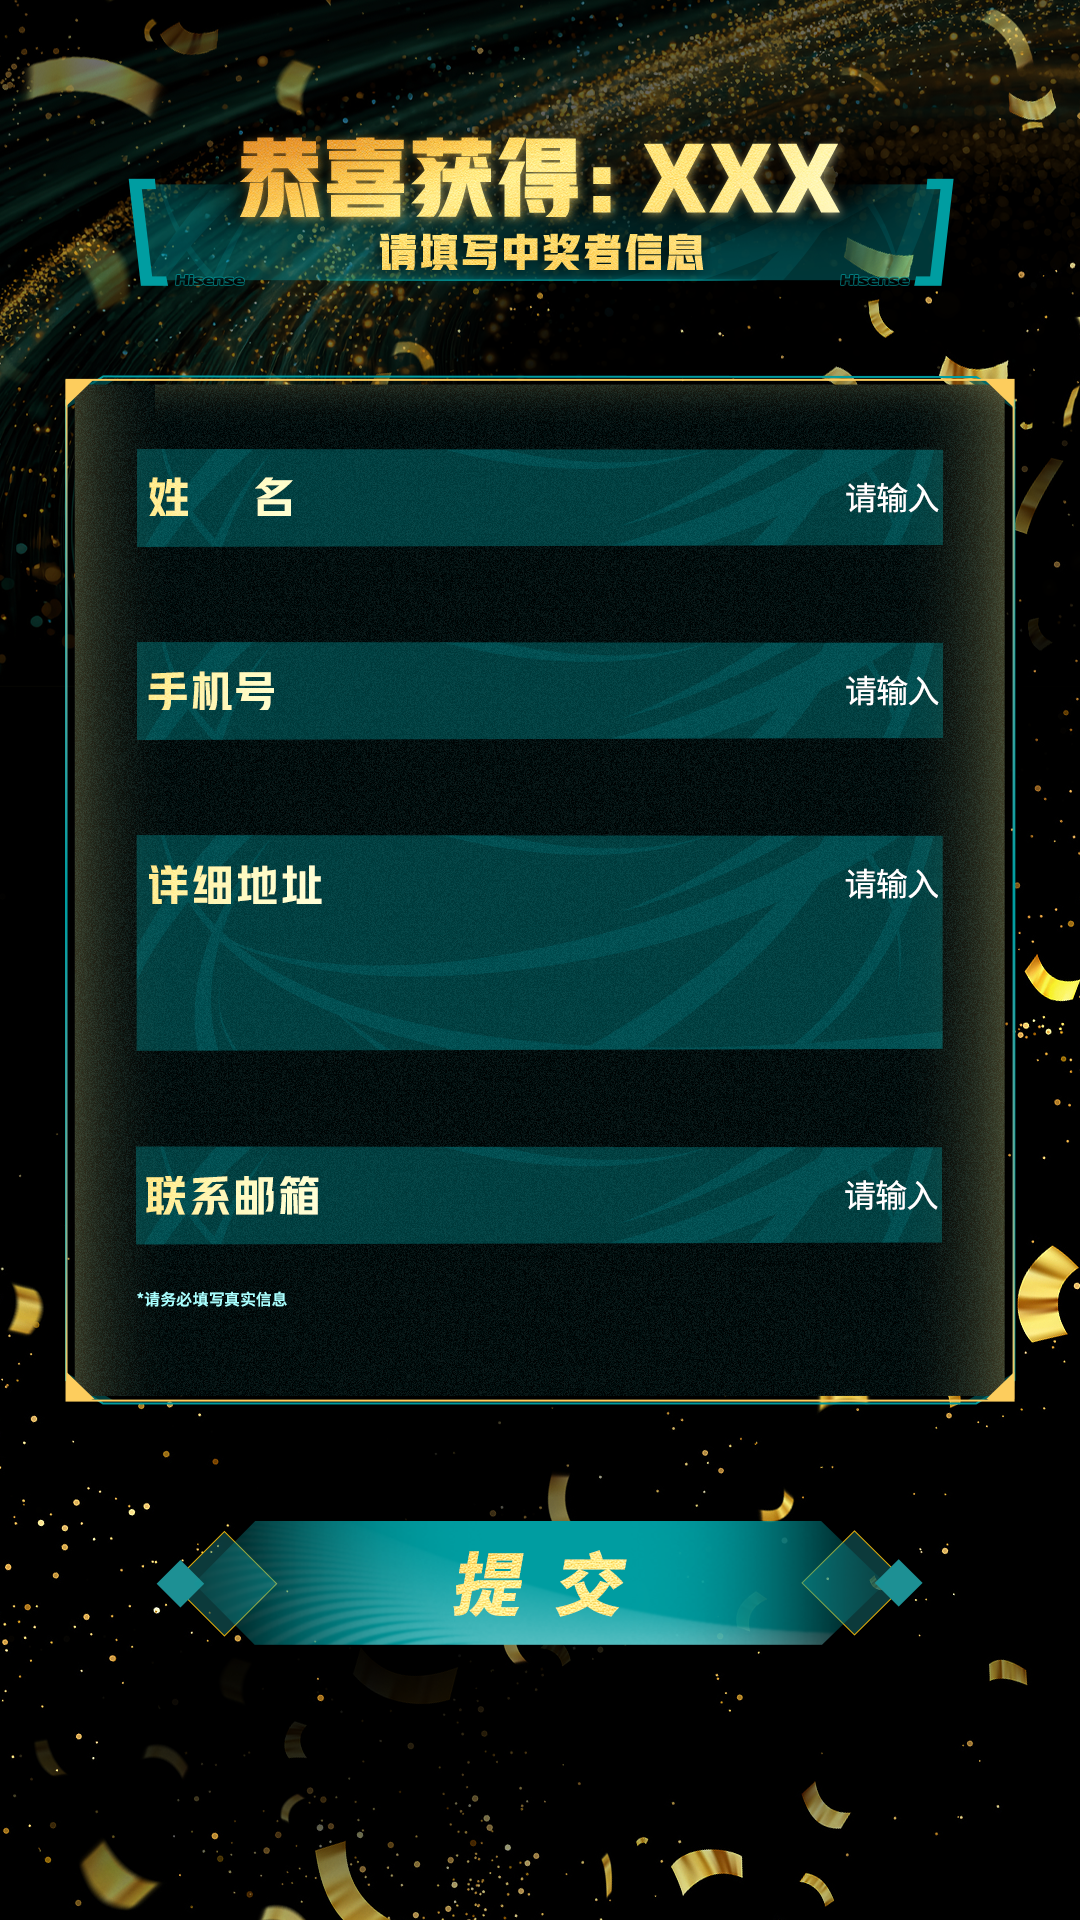 恭喜获得：XXX
请填写中奖者信息
Hisense
Hisense
姓 名
请输入
手机号
请输入
详细地址
请输入
联系邮箱
请输入
*请务必填写真实信息
提 交